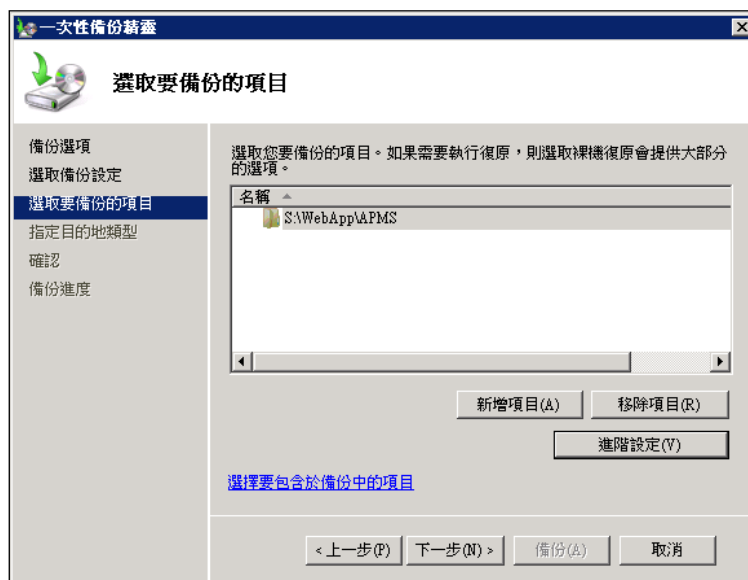 一次性備份精靈
選取要備份的項目
備份選項
選取備份設定
選取要備份的項目
指定目的地類型
確認
備份進度
選取您要備份的項目。如果需要執行復原，則選取裸機復原會提供大部分
的選項。
名稱
S:\WebApp\APMS
新增項目(A)
移除項目(R)
進階設定(V)
選擇要包含於備份中的項目
<上一步(P)
下一步(N)>
備份(A)
取消